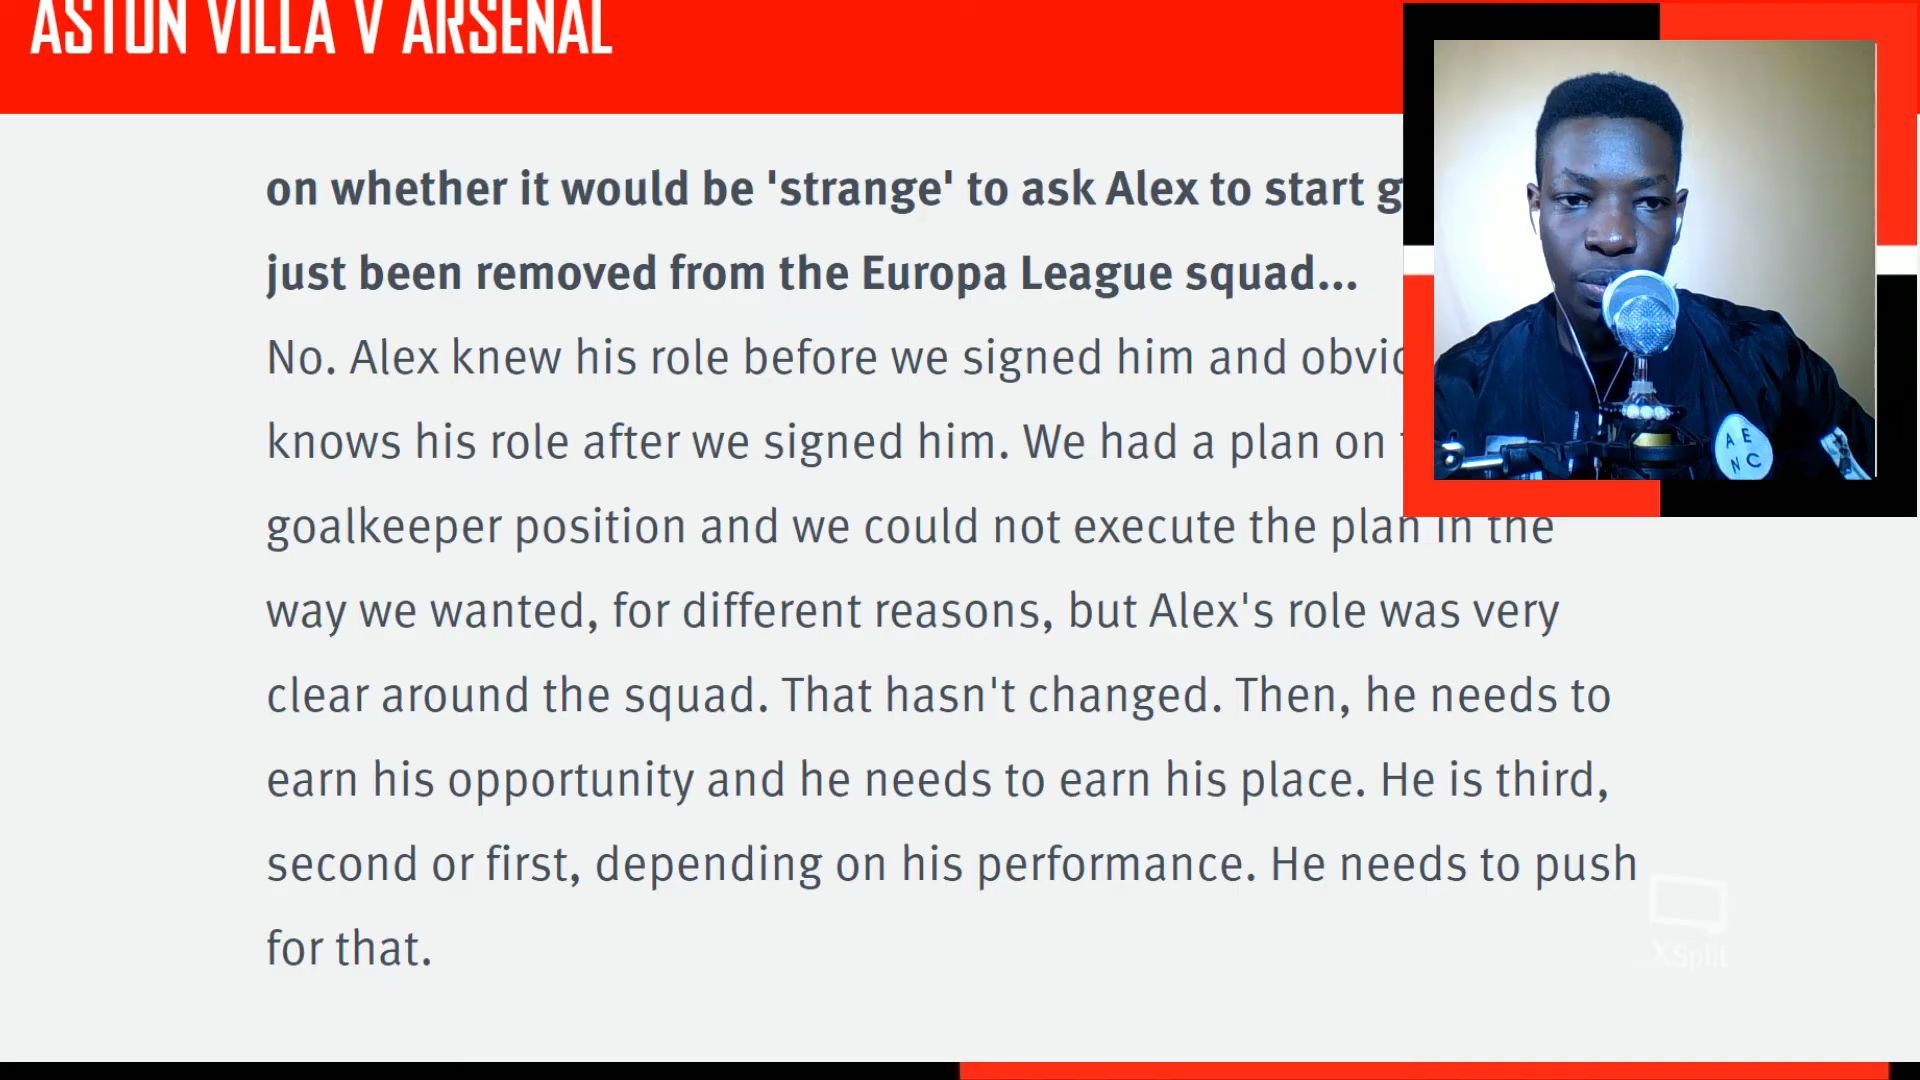 ASTON VILLA V ARSENAL
on whether it would be 'strange' to ask Alex to start
just been removed from the Europa League squad...
No. Alex knew his role before we signed him and
knows his role after we signed him. We had a plan on
goalkeeper position and we could not execute the plan in the
way we wanted, for different reasons, but Alex's role was very
clear around the squad. That hasn't changed. Then, he needs to
earn his opportunity and he needs to earn his place. He is third,
second or first, depending on his performance. He needs to push
for that.
A E
N C
XSplit